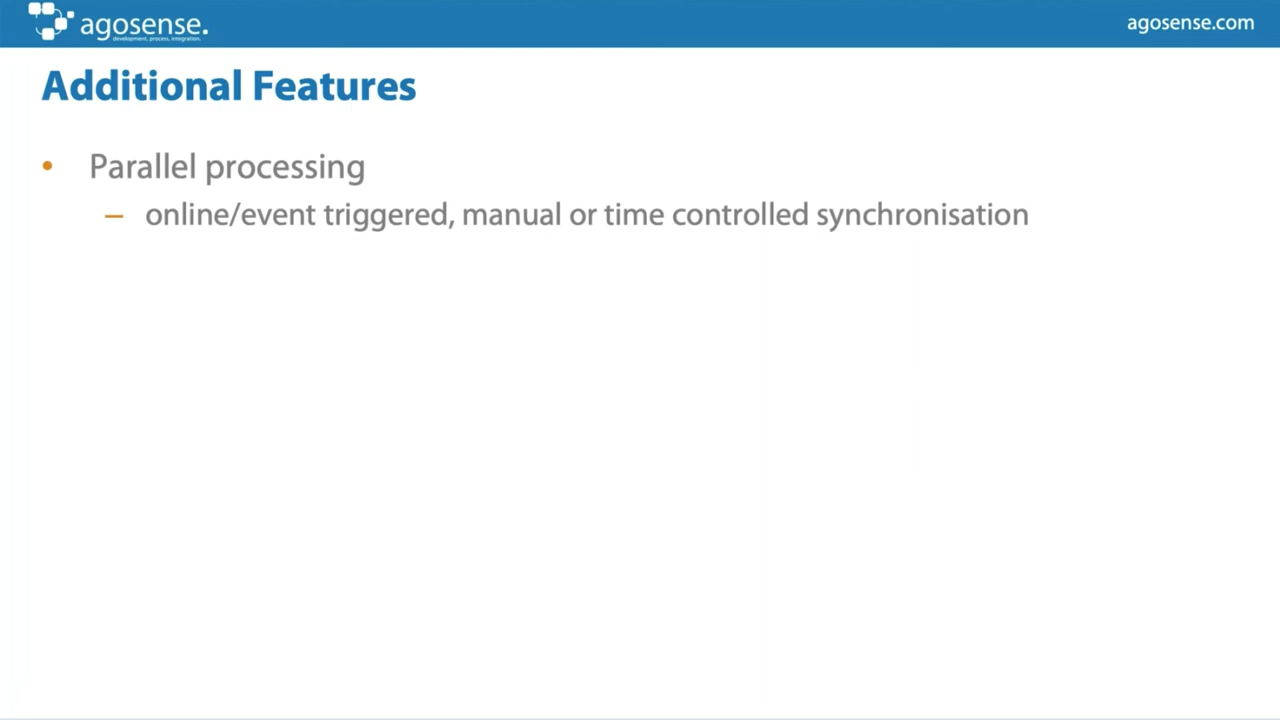 agosense.
development. process. integration.
agosense.com
Additional Features
• Parallel processing
– online/event triggered, manual or time controlled synchronisation